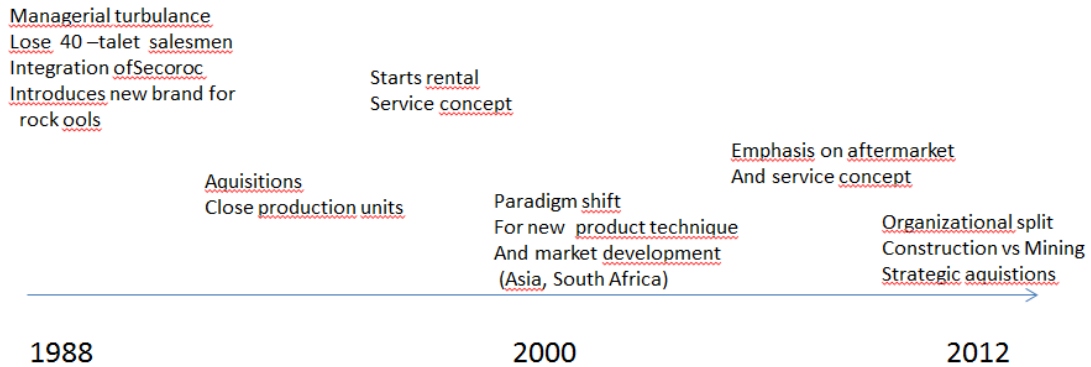 Managerial turbulance
Lose 40 –talet salesmen
Integration ofSecoroc
Introduces new brand for
rock ools
Starts rental
Service concept
Aquisitions
Close production units
Paradigm shift
For new product technique
And market development
(Asia, South Africa)
Emphasis on aftermarket
And service concept
Organizational split
Construction vs Mining
Strategic aquistions
1988
2000
2012